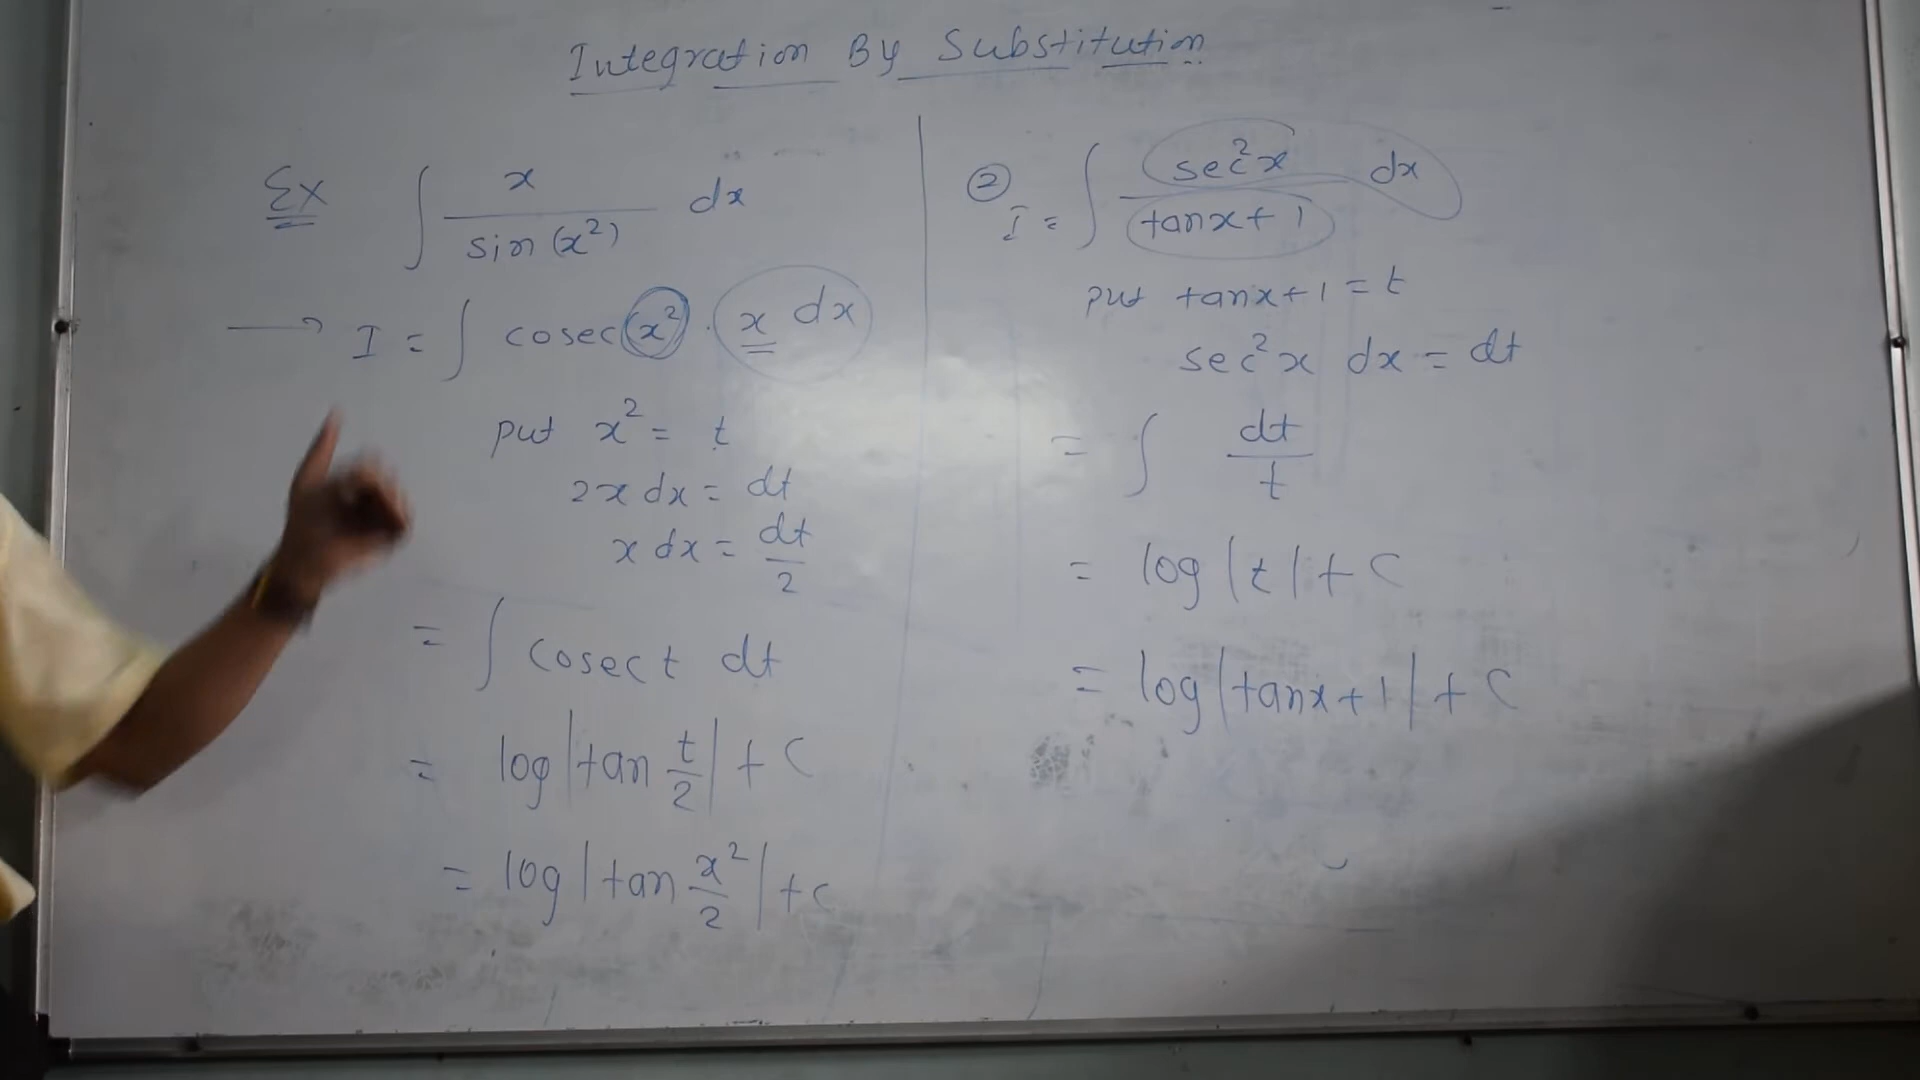 Integration By Substitution
Ex ∫ x / sin(x²) dx
→ I = ∫ cosec(x²) · x dx
put x² = t
2x dx = dt
x dx = dt/2
= ∫ cosec t dt
= log|tan t/2| + C
= log|tan x²/2| + c
② I = ∫ sec²x / tanx+1 dx
put tanx+1 = t
sec²x dx = dt
= ∫ dt/t
= log|t| + C
= log|tanx+1| + C